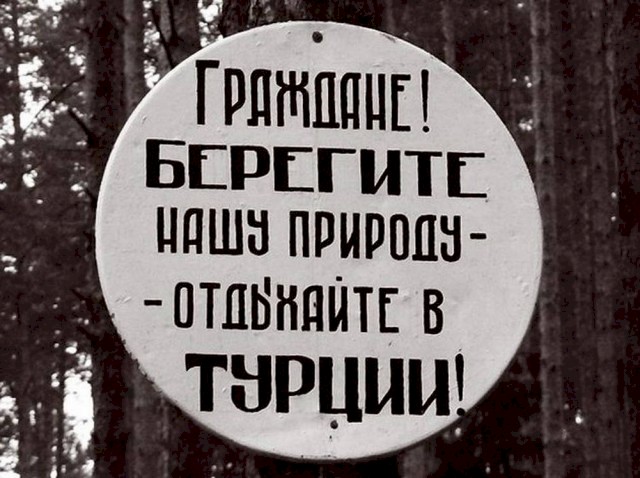 ГРАЖДАНЕ!
БЕРЕГИТЕ
НАШУ ПРИРОДУ-
-ОТДЫХАЙТЕ В
ТУРЦИИ!